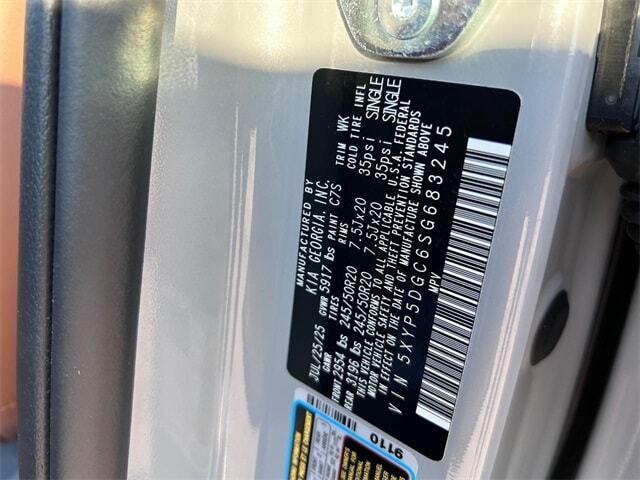 MANUFACTURED BY
KIA GEORGIA, INC.
JUL/25/25 GVWR 5917 lbs PAINT C7S TRIM WK
GAWR TIRES RIMS COLD TIRE INFL
FRONT 2954 lbs 245/50R20 7.5Jx20 35psi SINGLE
REAR 3196 lbs 245/50R20 7.5Jx20 35psi SINGLE
THIS VEHICLE CONFORMS TO ALL APPLICABLE U.S.A. FEDERAL
MOTOR VEHICLE SAFETY AND THEFT PREVENTION STANDARDS
IN EFFECT ON THE DATE OF MANUFACTURE SHOWN ABOVE
VIN 5XYP5DGC6SG683245
MPV
9110